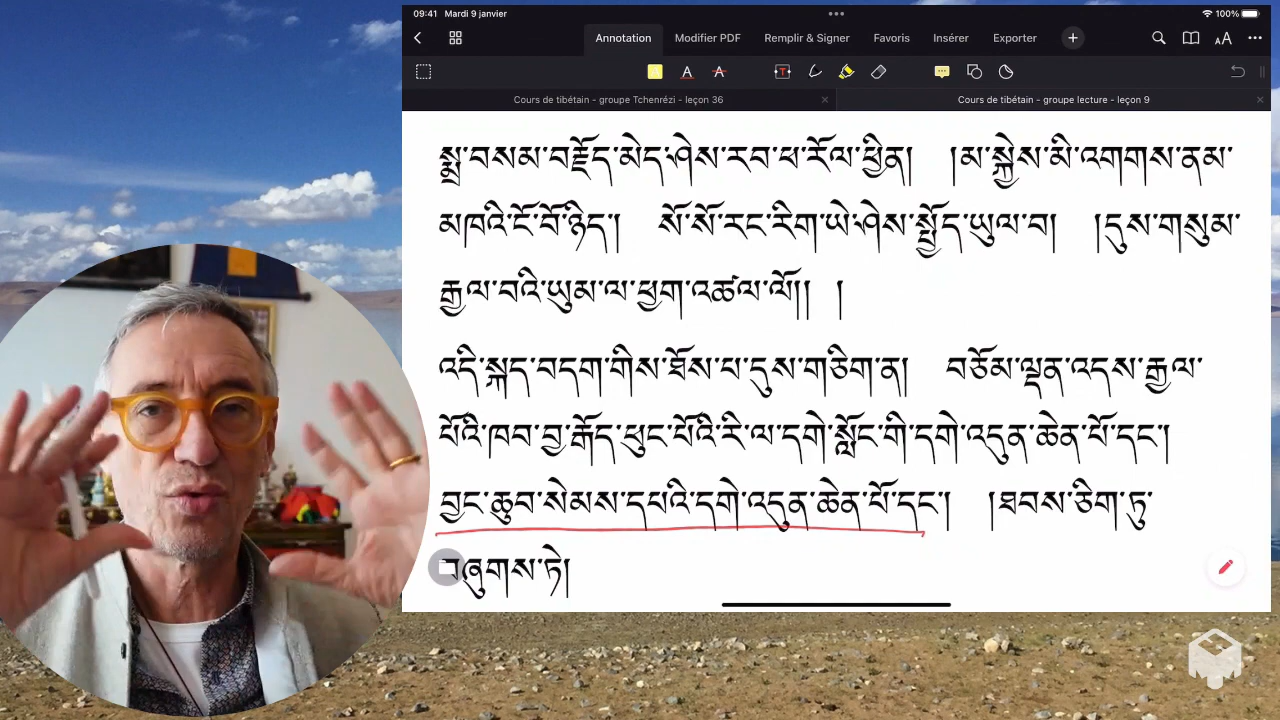 09:41 Mardi 9 janvier
100%
Annotation Modifier PDF Remplir & Signer Favoris Insérer Exporter
Cours de tibétain - groupe Tchenrézi - leçon 36
Cours de tibétain - groupe lecture - leçon 9
སྨྲ་བསམ་བརྗོད་མེད་ཤེས་རབ་ཕ་རོལ་ཕྱིན། །མ་སྐྱེས་མི་འགགས་ནམ་
མཁའི་ངོ་བོ་ཉིད། སོ་སོ་རང་རིག་ཡེ་ཤེས་སྤྱོད་ཡུལ་བ། །དུས་གསུམ་
རྒྱལ་བའི་ཡུམ་ལ་ཕྱག་འཚལ་ལོ།། །
འདི་སྐད་བདག་གིས་ཐོས་པ་དུས་གཅིག་ན། བཅོམ་ལྡན་འདས་རྒྱལ་
པོའི་ཁབ་བྱ་རྒོད་ཕུང་པོའི་རི་ལ་དགེ་སློང་གི་དགེ་འདུན་ཆེན་པོ་དང་།
བྱང་ཆུབ་སེམས་དཔའི་དགེ་འདུན་ཆེན་པོ་དང་། །ཐབས་ཅིག་ཏུ་
བཞུགས་ཏེ།